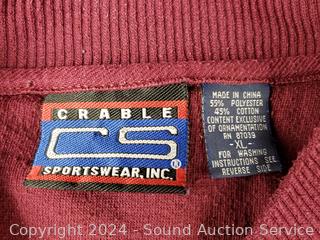 CRABLE
CS
®
SPORTSWEAR, INC.
MADE IN CHINA
55% POLYESTER
45% COTTON
CONTENT EXCLUSIVE
OF ORNAMENTATION
RN 87039
-XL-
FOR WASHING
INSTRUCTIONS SEE
REVERSE SIDE
Copyright 2024 - Sound Auction Service